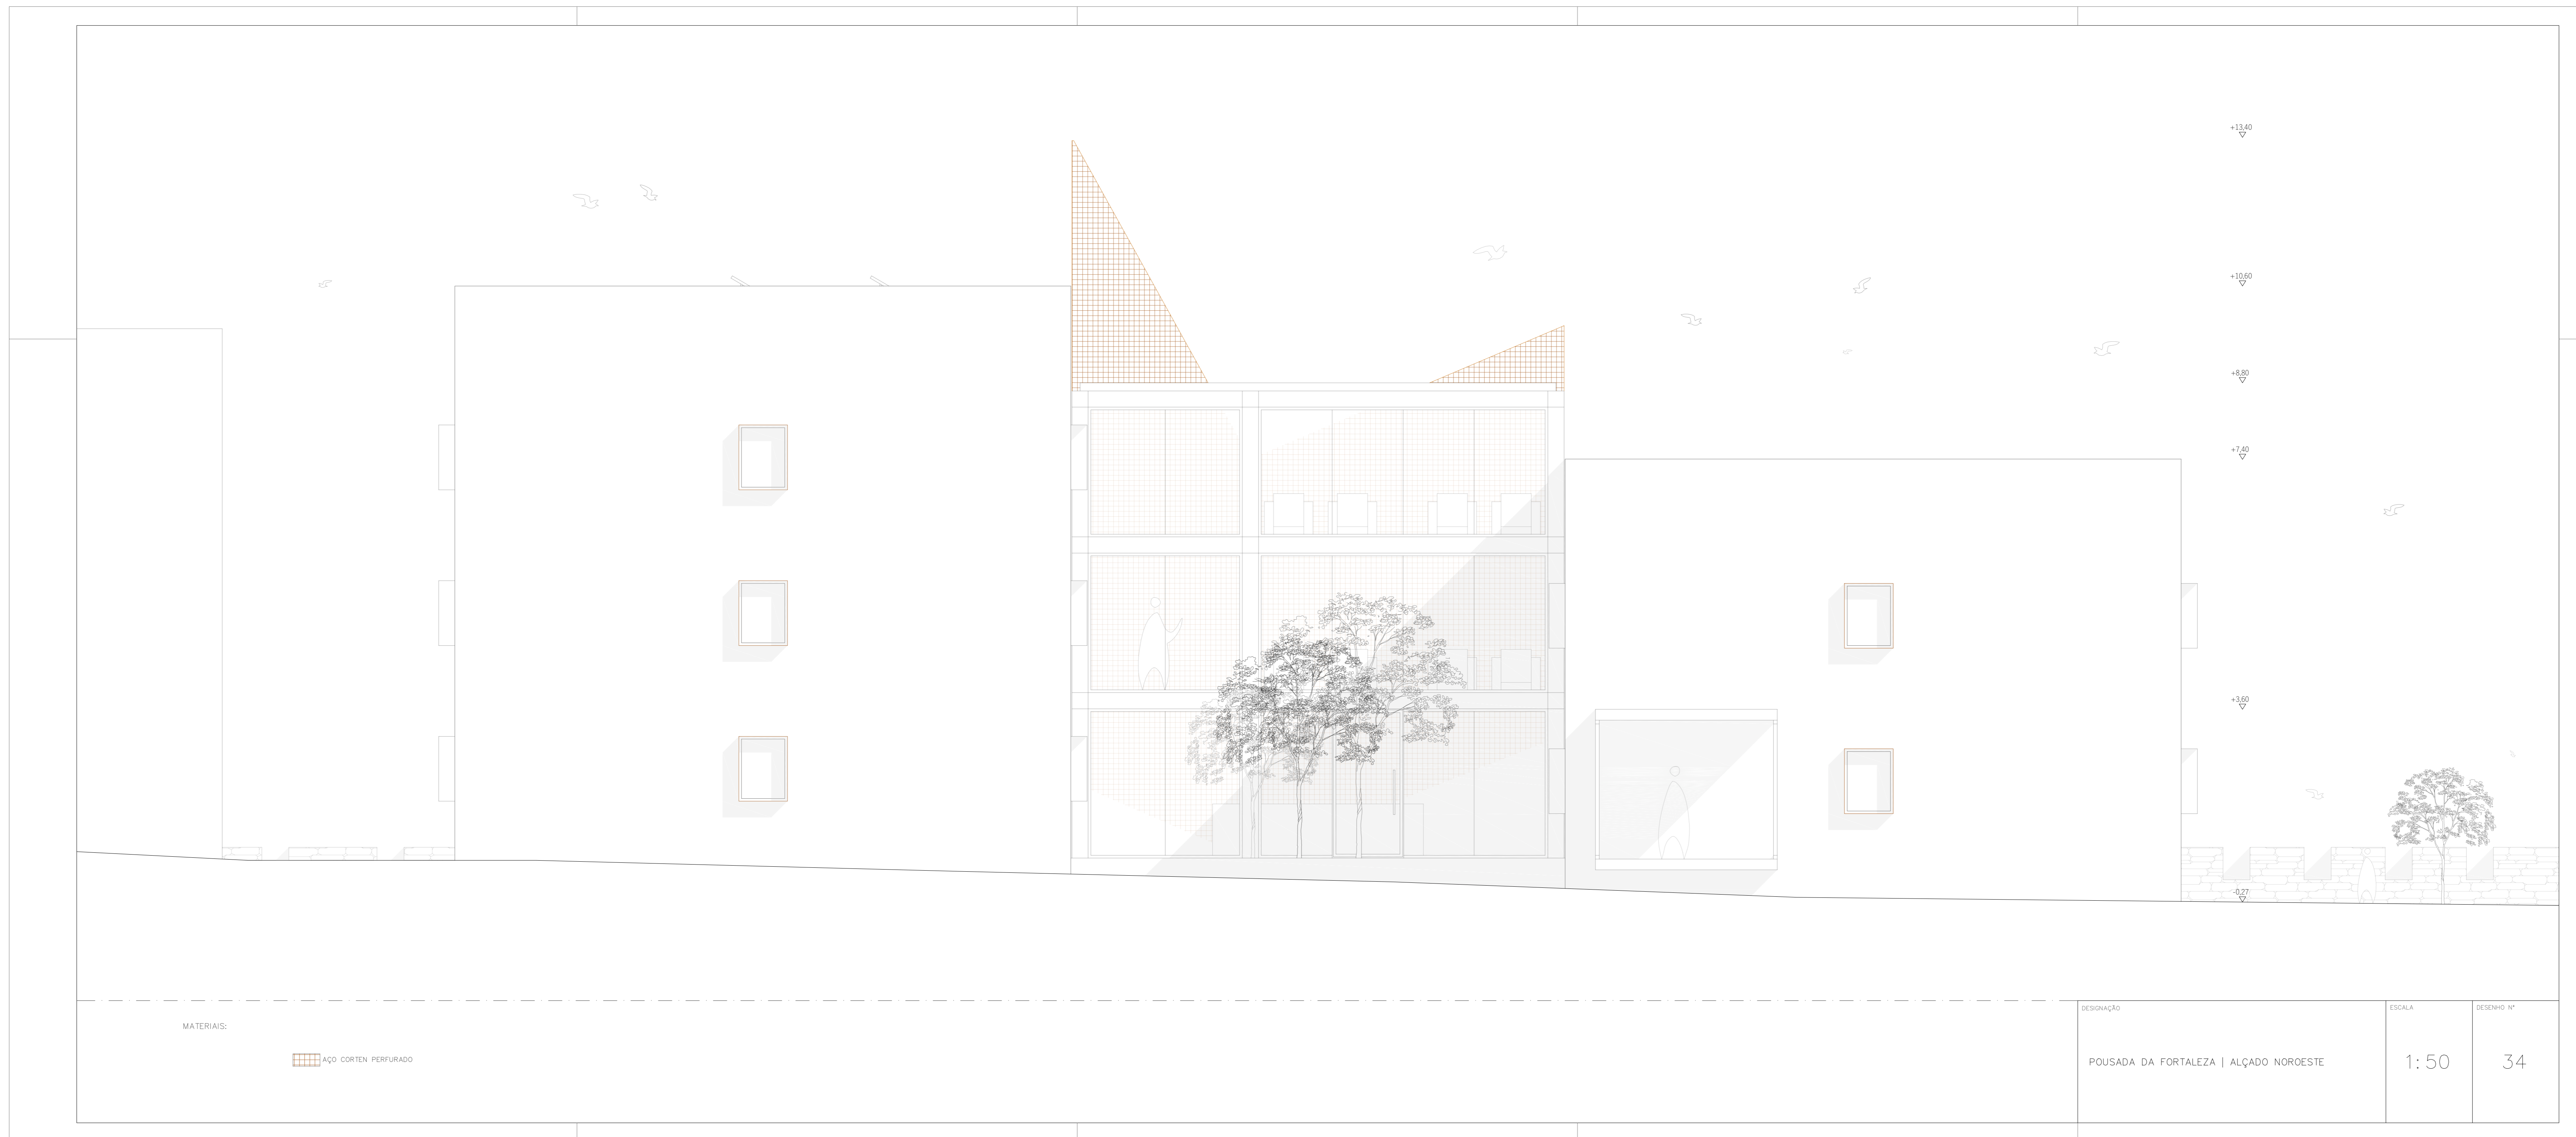 +13,40
+10,60
+8,80
+7,40
+3,60
-0,27
MATERIAIS:
AÇO CORTEN PERFURADO
DESIGNAÇÃO
POUSADA DA FORTALEZA | ALÇADO NOROESTE
ESCALA
1:50
DESENHO Nº
34